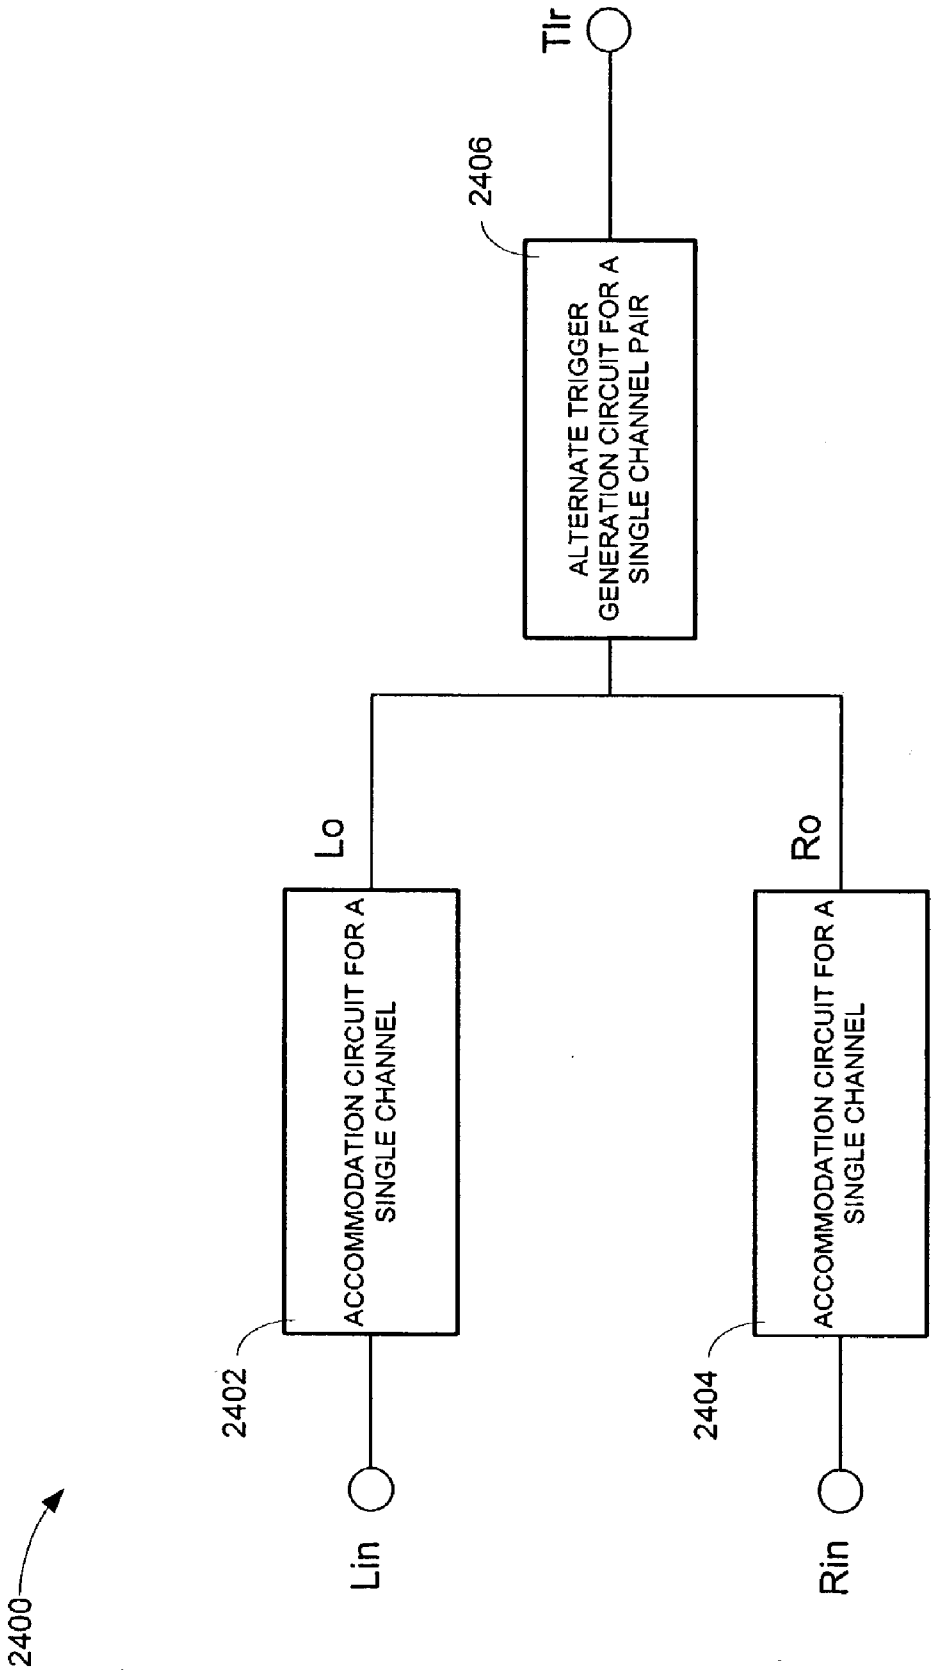 2400
Lin
2402
ACCOMMODATION CIRCUIT FOR A
SINGLE CHANNEL
Lo
Rin
2404
ACCOMMODATION CIRCUIT FOR A
SINGLE CHANNEL
Ro
2406
ALTERNATE TRIGGER
GENERATION CIRCUIT FOR A
SINGLE CHANNEL PAIR
Tlr